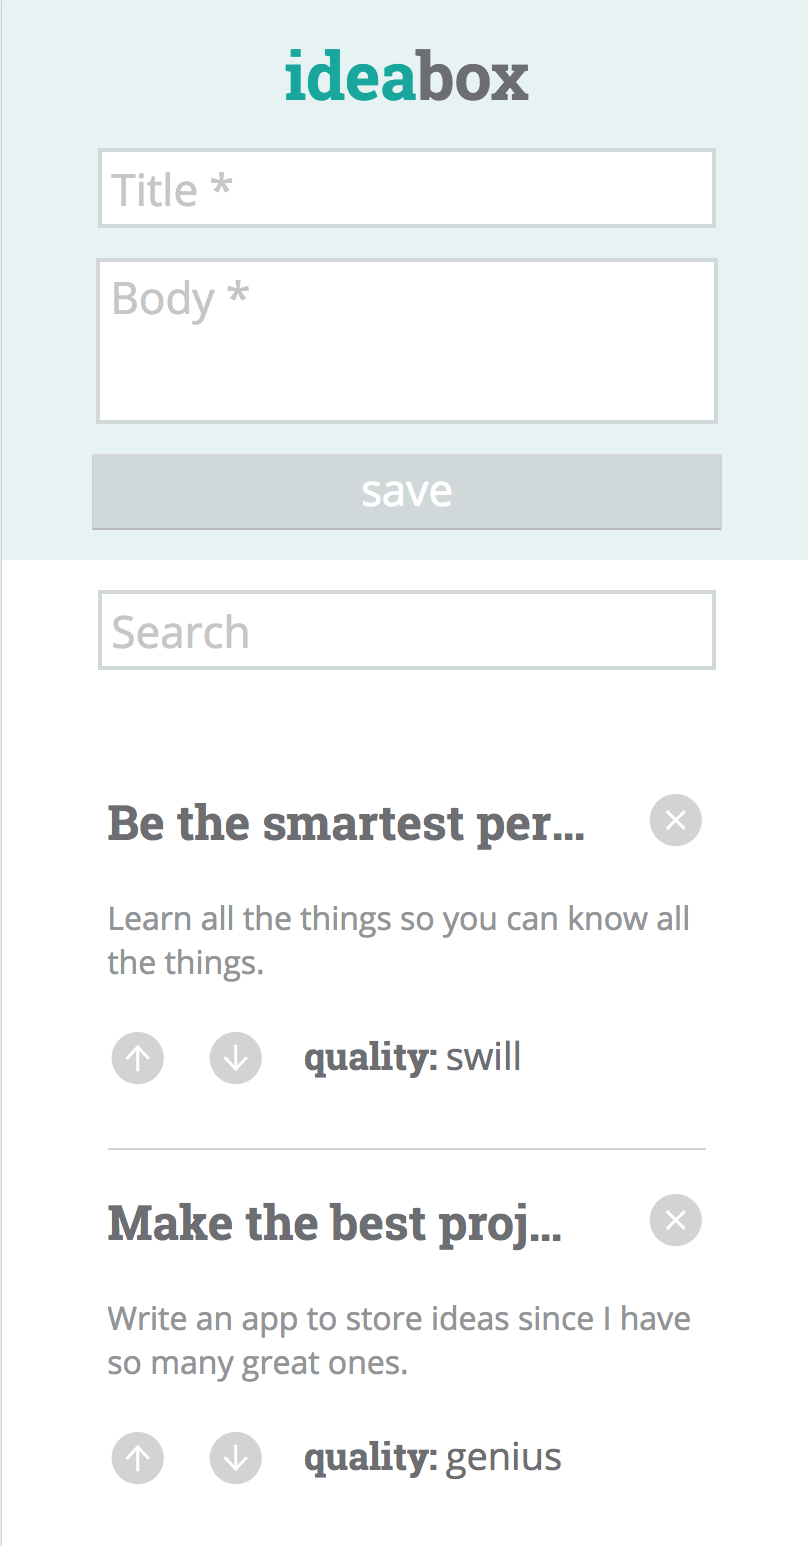 ideabox
Title *
Body *
save
Search
Be the smartest per...
Learn all the things so you can know all
the things.
quality: swill
Make the best proj...
Write an app to store ideas since I have
so many great ones.
quality: genius